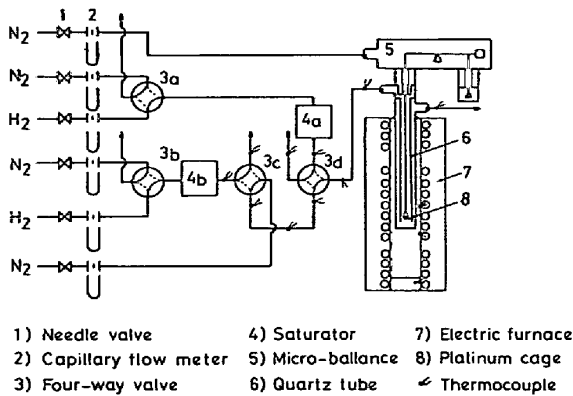 1 2
N2
5
N2
3a
H2
4a
6
N2
3b
3c
3d
7
4b
8
H2
N2
1) Needle valve
2) Capillary flow meter
3) Four-way valve
4) Saturator
5) Micro-ballance
6) Quartz tube
7) Electric furnace
8) Platinum cage
Thermocouple